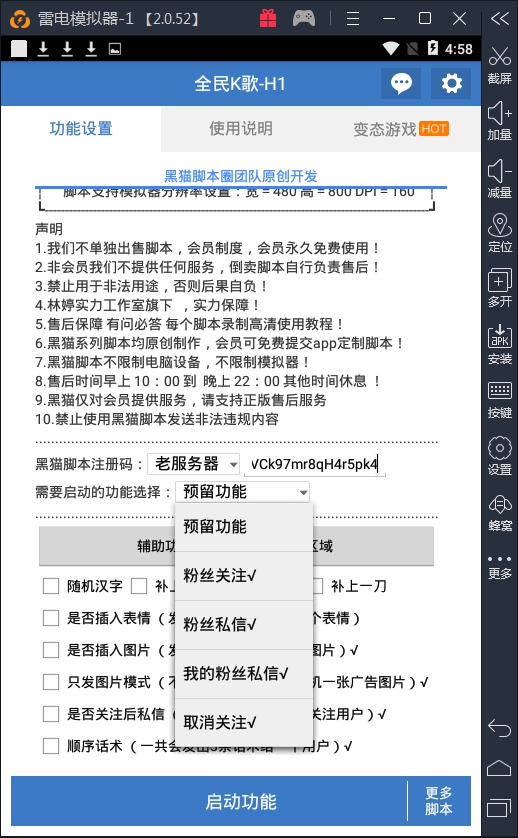 雷电模拟器-1 【2.0.52】
4:58
全民K歌-H1
功能设置 使用说明 变态游戏 HOT
黑猫脚本圈团队原创开发
脚本支持模拟器分辨率设置：宽 = 480 高 = 800 DPI = 160
声明
1.我们不单独出售脚本，会员制度，会员永久免费使用！
2.非会员我们不提供任何服务，倒卖脚本自行负责售后！
3.禁止用于非法用途，否则后果自负！
4.林婷实力工作室旗下 ，实力保障！
5.售后保障 有问必答 每个脚本录制高清使用教程！
6.黑猫系列脚本均原创制作，会员可免费提交app定制脚本！
7.黑猫脚本不限制电脑设备，不限制模拟器！
8.售后时间早上 10：00 到 晚上 22：00 其他时间休息 ！
9.黑猫仅对会员提供服务，请支持正版售后服务
10.禁止使用黑猫脚本发送非法违规内容
黑猫脚本注册码： 老服务器 VCk97mr8qH4r5pk4
需要启动的功能选择： 预留功能
预留功能
粉丝关注√
粉丝私信√
我的粉丝私信√
取消关注√
辅助功 区域
随机汉字 补上 补上一刀
是否插入表情（发 个表情）
是否插入图片（发 图片）√
只发图片模式（不 机一张广告图片）√
是否关注后私信（ 关注用户）√
顺序话术（一共会发出3条话术给一个用户）√
启动功能
更多
脚本
截屏
加量
减量
定位
多开
APK
安装
按键
设置
蜂窝
更多